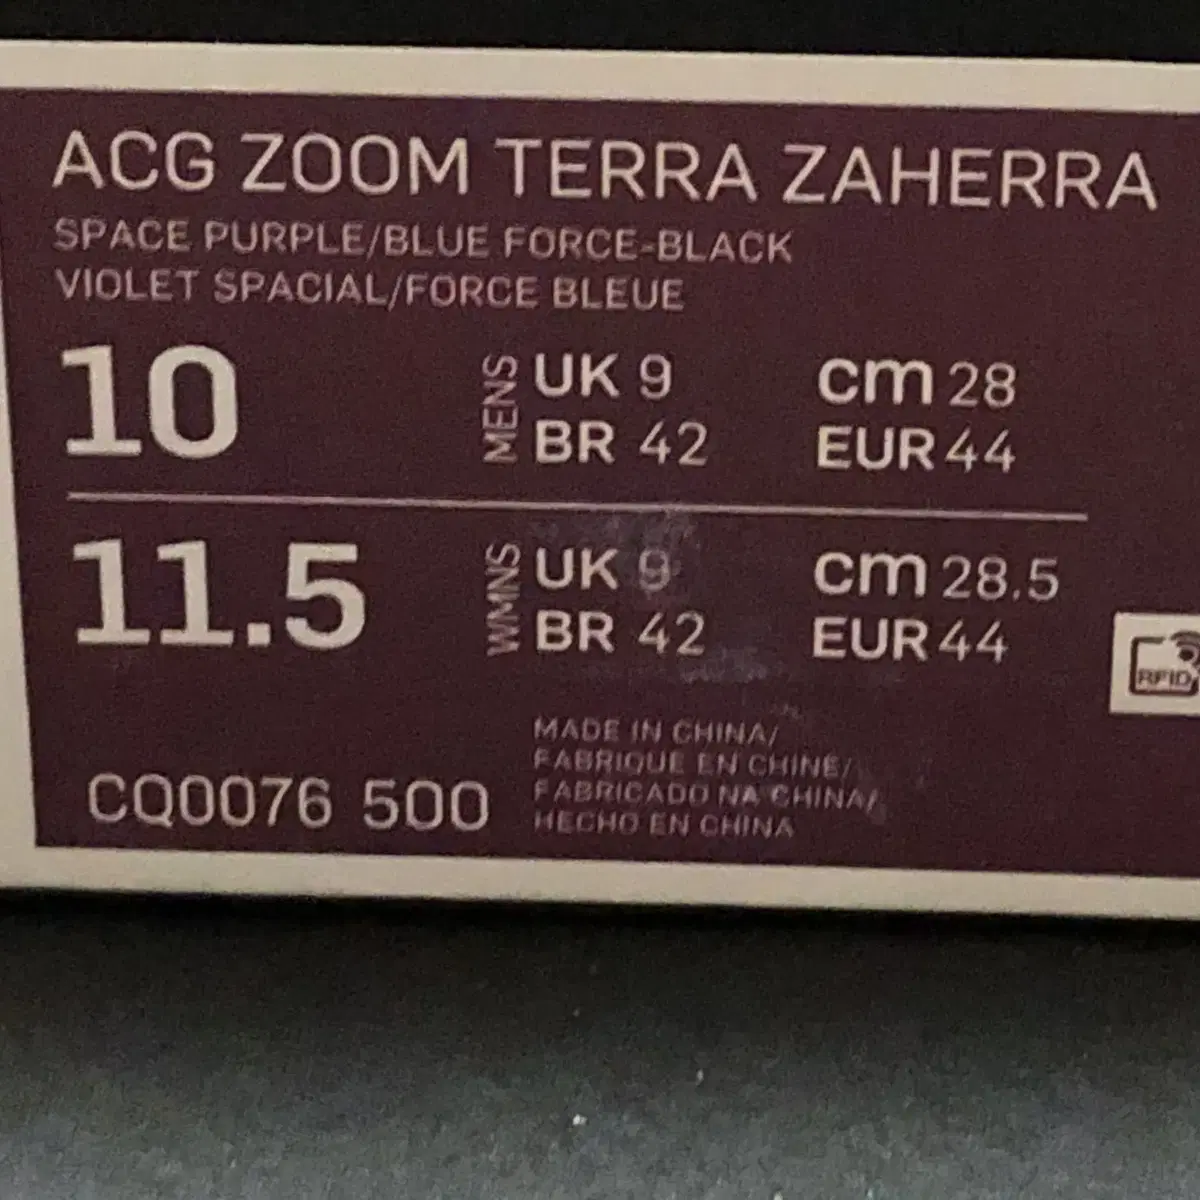 ACG ZOOM TERRA ZAHERRA
SPACE PURPLE/BLUE FORCE-BLACK
VIOLET SPACIAL/FORCE BLEUE
10 MENS UK 9 cm 28
BR 42 EUR 44
11.5 WMNS UK 9 cm 28.5
BR 42 EUR 44
RFID
MADE IN CHINA/
FABRIQUE EN CHINE/
FABRICADO NA CHINA/
HECHO EN CHINA
CQ0076 500